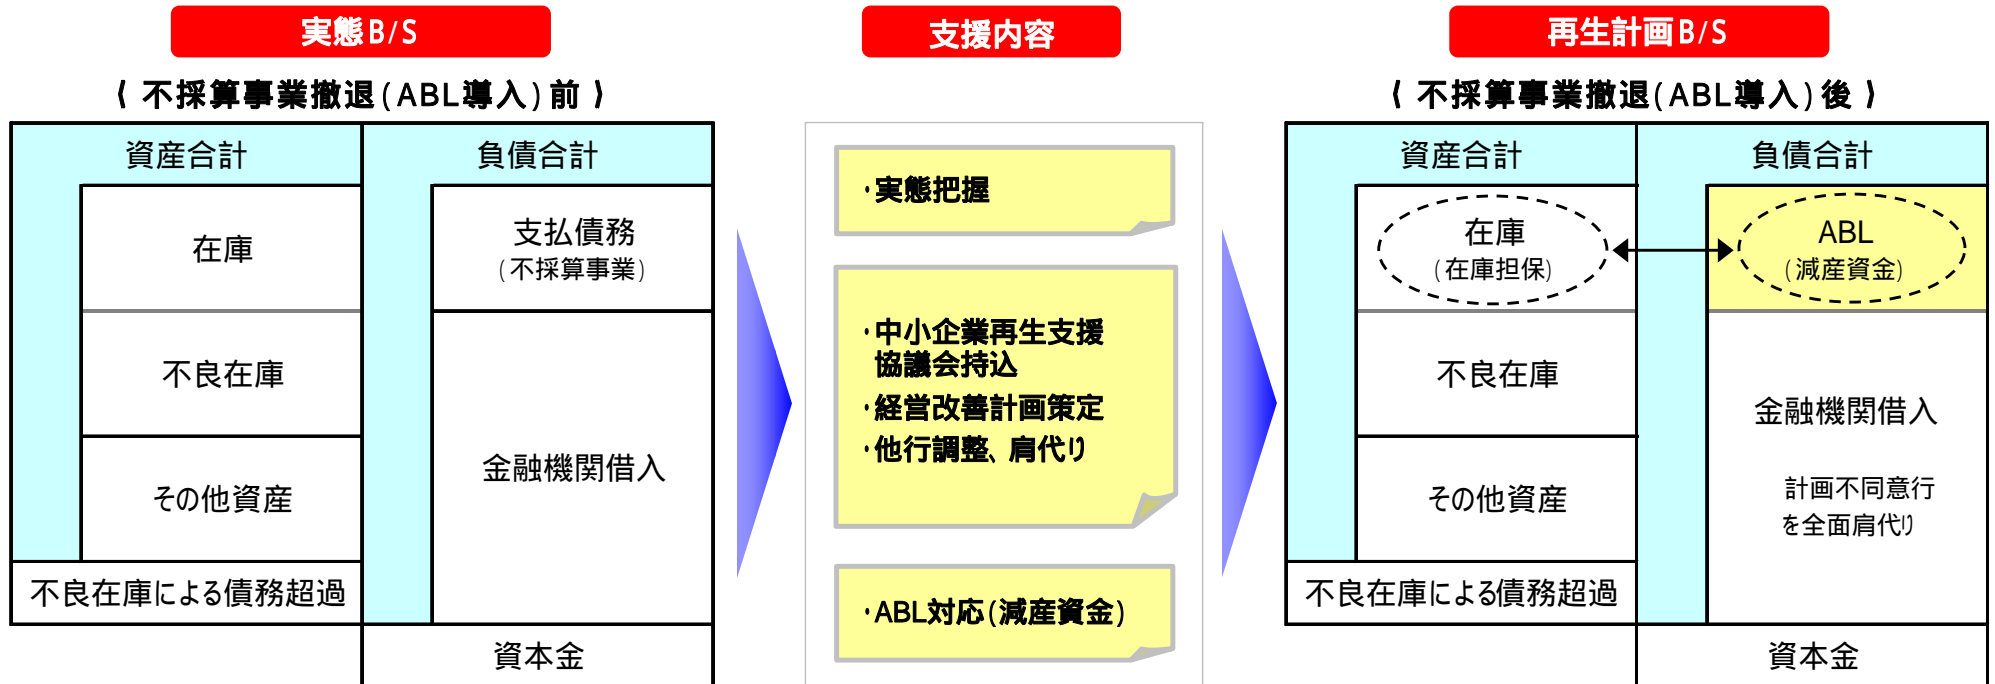 実態B/S
⟨ 不採算事業撤退(ABL導入)前 ⟩
資産合計
負債合計
在庫
支払債務
(不採算事業)
不良在庫
その他資産
金融機関借入
不良在庫による債務超過
資本金
支援内容
・実態把握
・中小企業再生支援
協議会持込
・経営改善計画策定
・他行調整、肩代り
・ABL対応(減産資金)
再生計画B/S
⟨ 不採算事業撤退(ABL導入)後 ⟩
資産合計
負債合計
在庫
(在庫担保)
ABL
(減産資金)
不良在庫
その他資産
金融機関借入
計画不同意行
を全面肩代り
不良在庫による債務超過
資本金